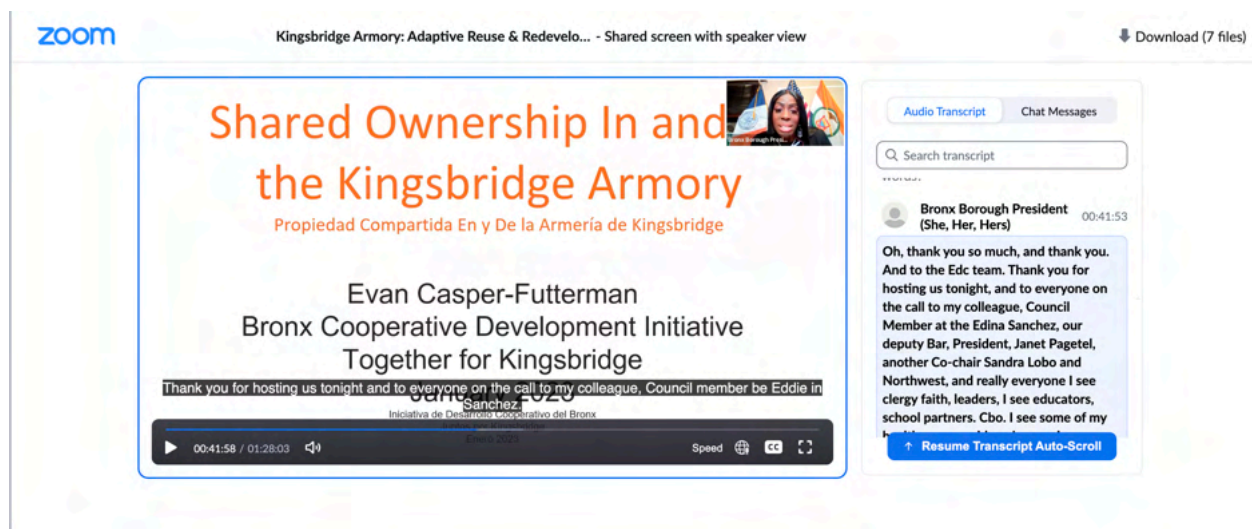 zoom
Kingsbridge Armory: Adaptive Reuse & Redevelo... - Shared screen with speaker view
Download (7 files)
Shared Ownership In and
the Kingsbridge Armory
Propiedad Compartida En y De la Armería de Kingsbridge
Evan Casper-Futterman
Bronx Cooperative Development Initiative
Together for Kingsbridge
January 2023
Iniciativa de Desarrollo Cooperativo del Bronx
Enero 2023
Bronx Borough Presi...
Thank you for hosting us tonight and to everyone on the call to my colleague, Council member be Eddie in
Sanchez.
00:41:58 / 01:28:03
Speed
CC
Audio Transcript
Chat Messages
Search transcript
words?
Bronx Borough President
(She, Her, Hers)
00:41:53
Oh, thank you so much, and thank you.
And to the Edc team. Thank you for
hosting us tonight, and to everyone on
the call to my colleague, Council
Member at the Edina Sanchez, our
deputy Bar, President, Janet Pagetel,
another Co-chair Sandra Lobo and
Northwest, and really everyone I see
clergy faith, leaders, I see educators,
school partners. Cbo. I see some of my
Resume Transcript Auto-Scroll